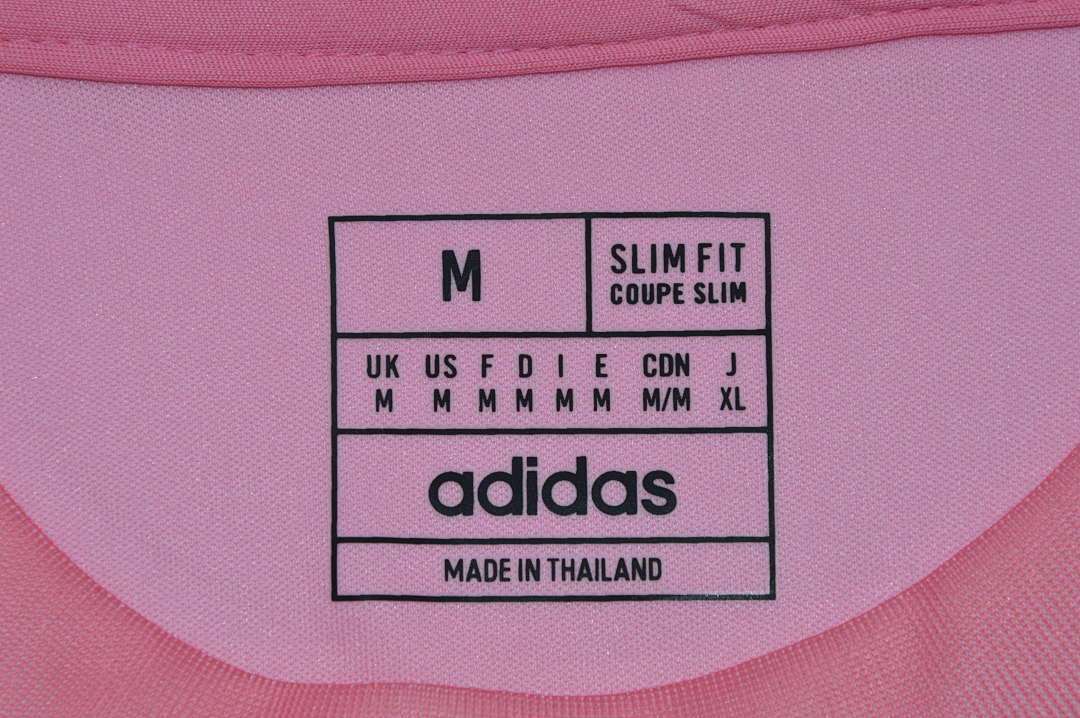 M
SLIM FIT
COUPE SLIM
UK US F D I E CDN J
M M M M M M M/M XL
adidas
MADE IN THAILAND